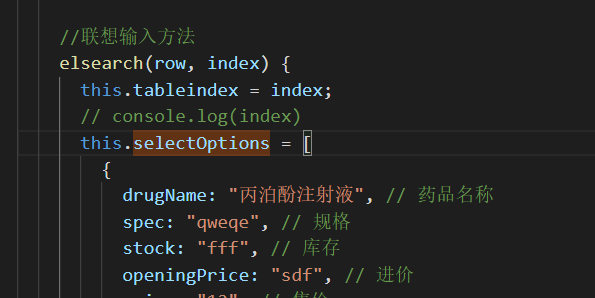 //联想输入方法
elsearch(row, index) {
this.tableindex = index;
// console.log(index)
this.selectOptions = [
{
drugName: "丙泊酚注射液", // 药品名称
spec: "qweqe", // 规格
stock: "fff", // 库存
openingPrice: "sdf", // 进价